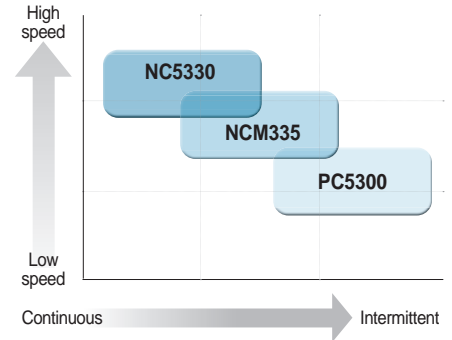 High
speed
NC5330
NCM335
PC5300
Low
speed
Continuous
Intermittent